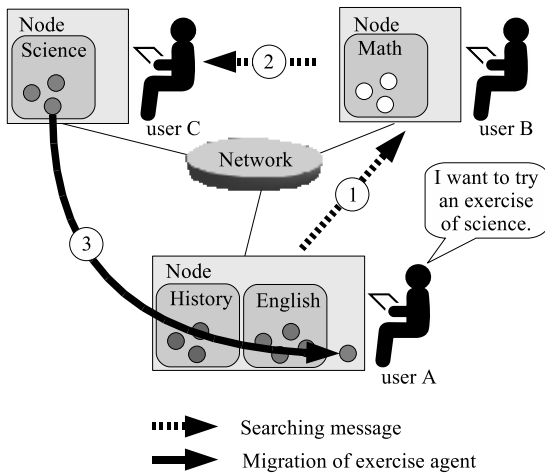 Node
Science
user C
2
Node
Math
user B
Network
1
I want to try
an exercise
of science.
3
Node
History
English
user A
Searching message
Migration of exercise agent